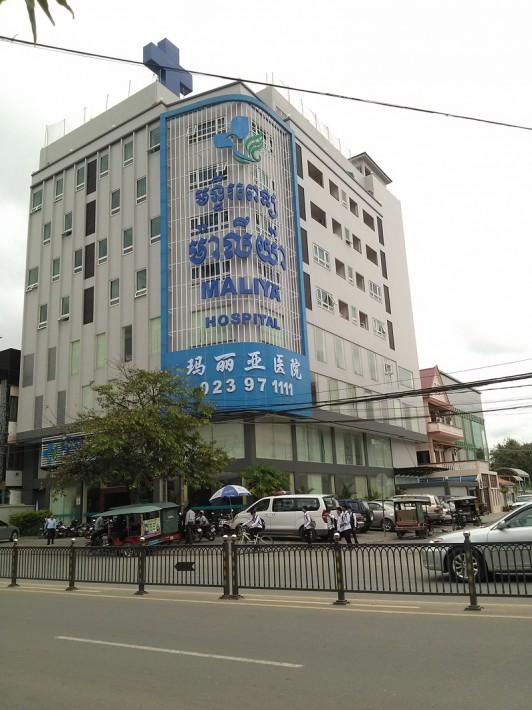 មន្ទីរពេទ្យ
ម៉ាលីយ៉ា
MALIYA
HOSPITAL
玛丽亚医院
023 97 1111